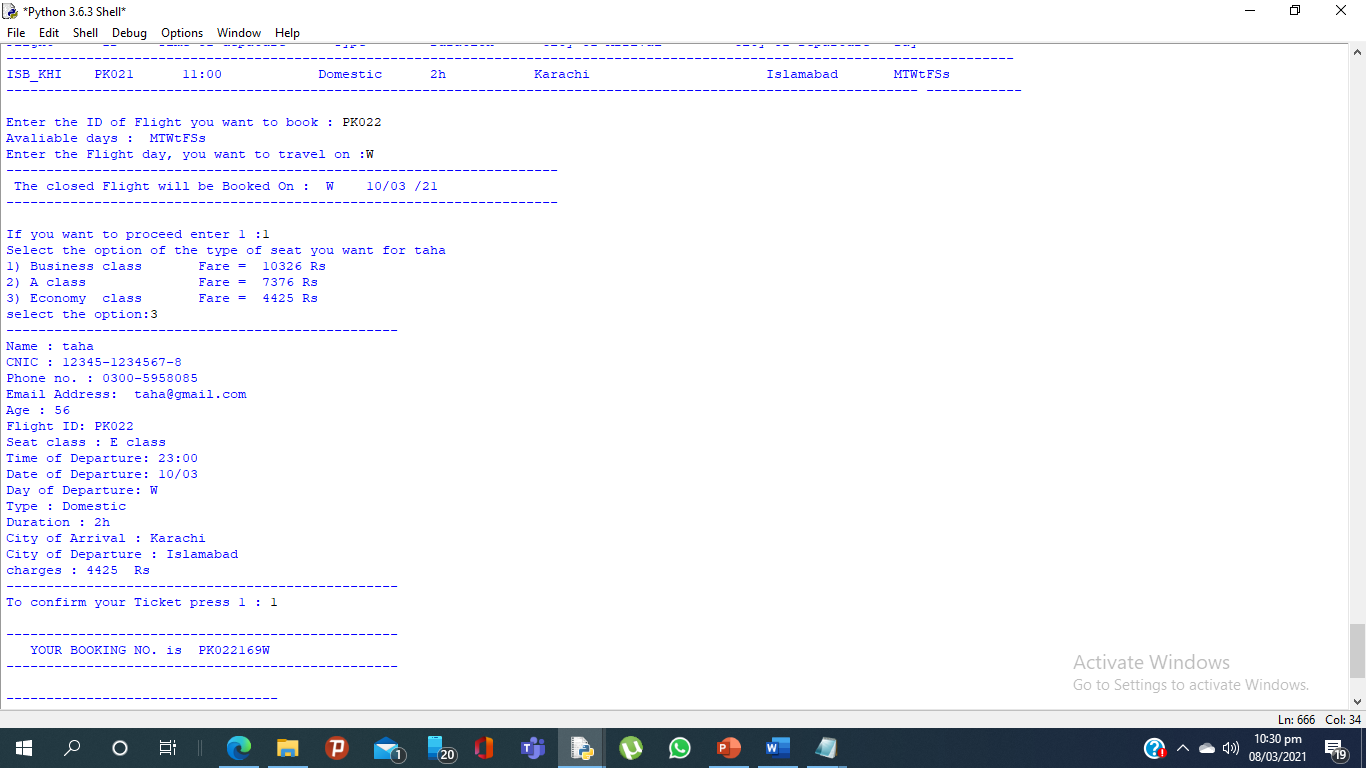 *Python 3.6.3 Shell*
File Edit Shell Debug Options Window Help
ISB_KHI PK021 11:00 Domestic 2h Karachi Islamabad MTWtFSs
Enter the ID of Flight you want to book : PK022
Avaliable days : MTWtFSs
Enter the Flight day, you want to travel on :W
The closed Flight will be Booked On : W 10/03 /21
If you want to proceed enter 1 :1
Select the option of the type of seat you want for taha
1) Business class Fare = 10326 Rs
2) A class Fare = 7376 Rs
3) Economy class Fare = 4425 Rs
select the option:3
Name : taha
CNIC : 12345-1234567-8
Phone no. : 0300-5958085
Email Address: taha@gmail.com
Age : 56
Flight ID: PK022
Seat class : E class
Time of Departure: 23:00
Date of Departure: 10/03
Day of Departure: W
Type : Domestic
Duration : 2h
City of Arrival : Karachi
City of Departure : Islamabad
charges : 4425 Rs
To confirm your Ticket press 1 : 1
YOUR BOOKING NO. is PK022169W
Activate Windows
Go to Settings to activate Windows.
Ln: 666 Col: 34
1
20
10:30 pm
08/03/2021
19